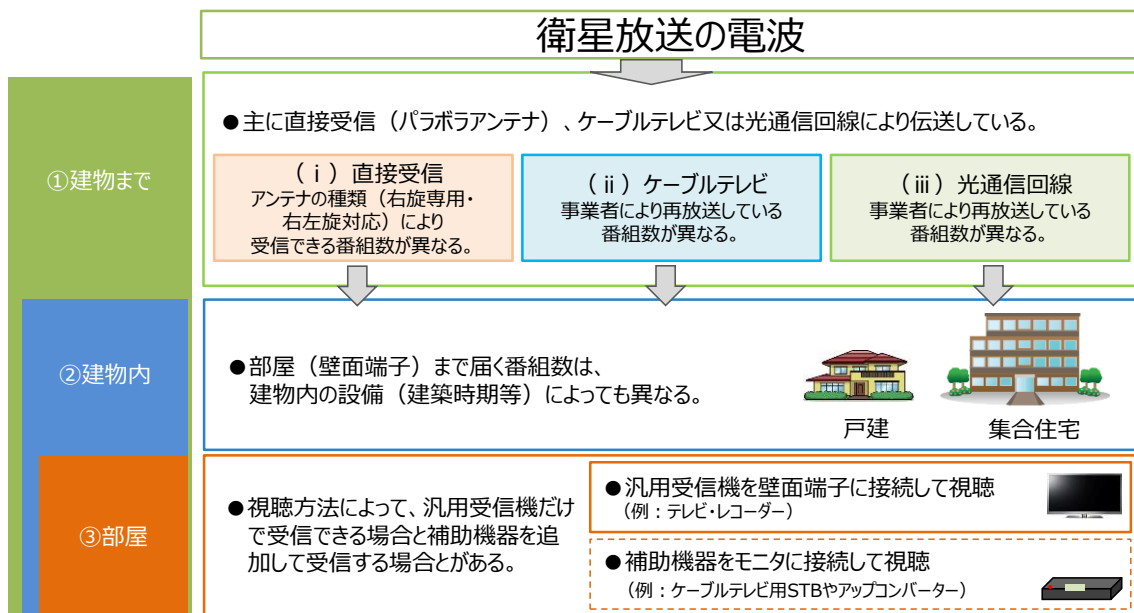 衛星放送の電波
①建物まで
●主に直接受信（パラボラアンテナ）、ケーブルテレビ又は光通信回線により伝送している。
（ⅰ）直接受信
アンテナの種類（右旋専用・
右左旋対応）により
受信できる番組数が異なる。
（ⅱ）ケーブルテレビ
事業者により再放送している
番組数が異なる。
（ⅲ）光通信回線
事業者により再放送している
番組数が異なる。
②建物内
●部屋（壁面端子）まで届く番組数は、
建物内の設備（建築時期等）によっても異なる。
戸建
集合住宅
③部屋
●視聴方法によって、汎用受信機だけ
で受信できる場合と補助機器を追
加して受信する場合とがある。
●汎用受信機を壁面端子に接続して視聴
（例：テレビ・レコーダー）
●補助機器をモニタに接続して視聴
（例：ケーブルテレビ用STBやアップコンバーター）